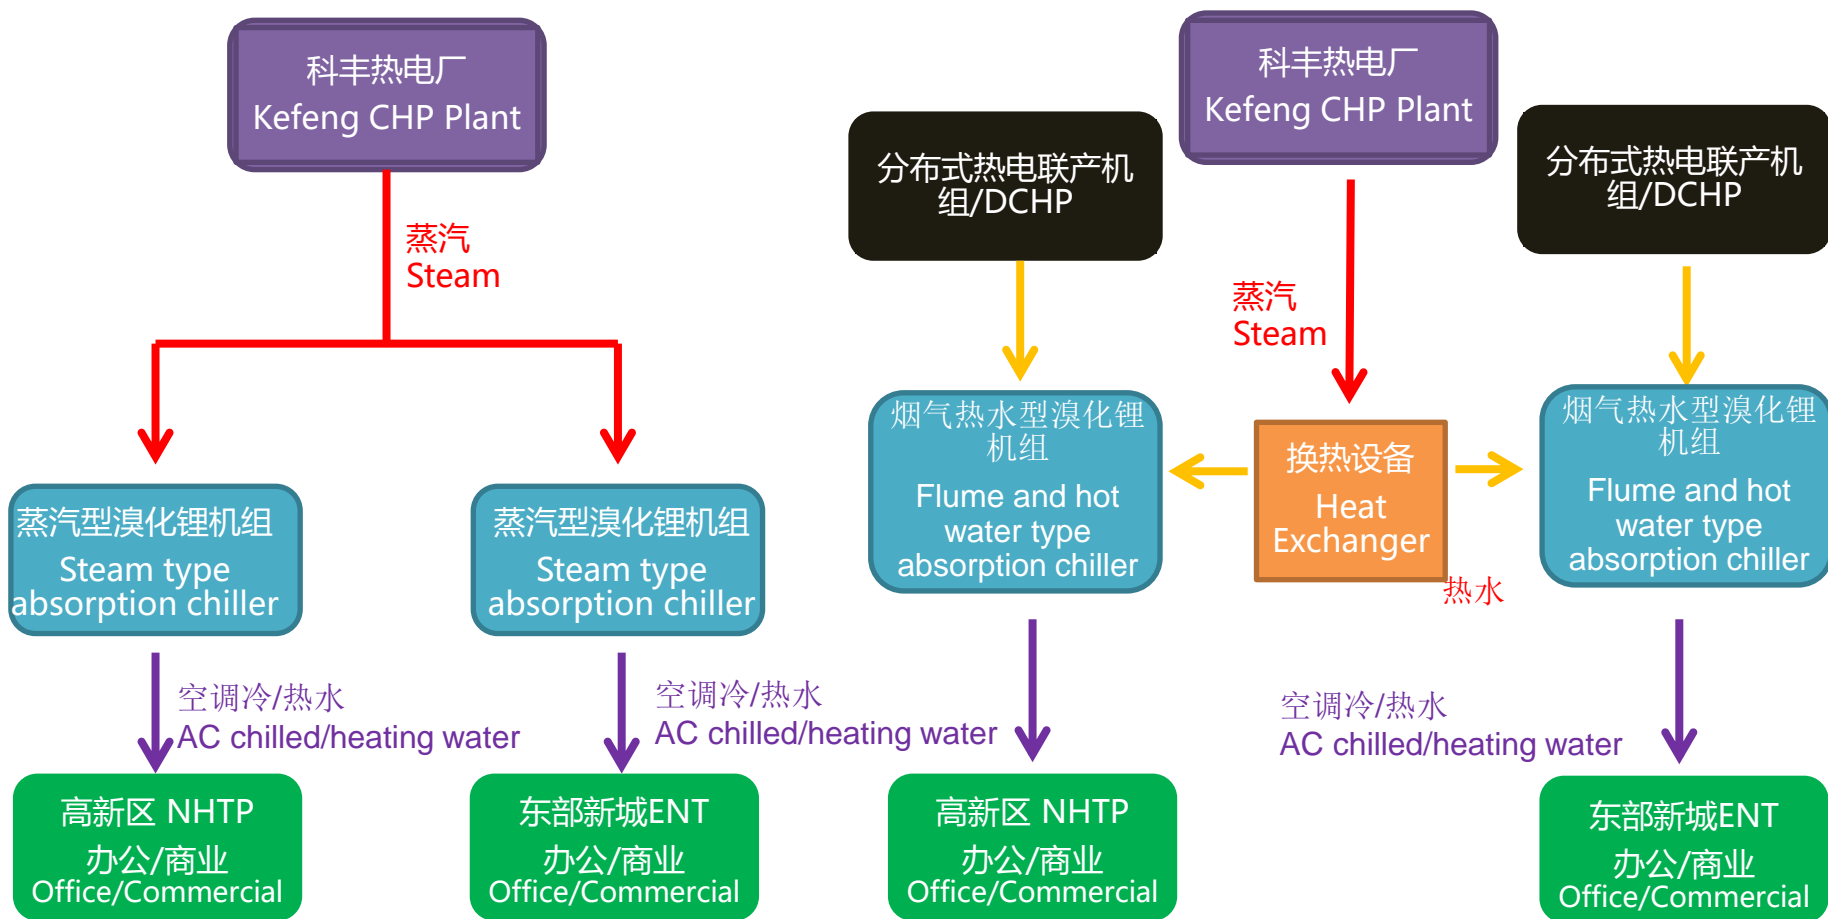 科丰热电厂
Kefeng CHP Plant
蒸汽
Steam
蒸汽型溴化锂机组
Steam type
absorption chiller
蒸汽型溴化锂机组
Steam type
absorption chiller
空调冷/热水
AC chilled/heating water
空调冷/热水
AC chilled/heating water
高新区 NHTP
办公/商业
Office/Commercial
东部新城ENT
办公/商业
Office/Commercial
科丰热电厂
Kefeng CHP Plant
分布式热电联产机
组/DCHP
分布式热电联产机
组/DCHP
蒸汽
Steam
烟气热水型溴化锂
机组
Flume and hot
water type
absorption chiller
换热设备
Heat
Exchanger
热水
烟气热水型溴化锂
机组
Flume and hot
water type
absorption chiller
空调冷/热水
AC chilled/heating water
高新区 NHTP
办公/商业
Office/Commercial
东部新城ENT
办公/商业
Office/Commercial